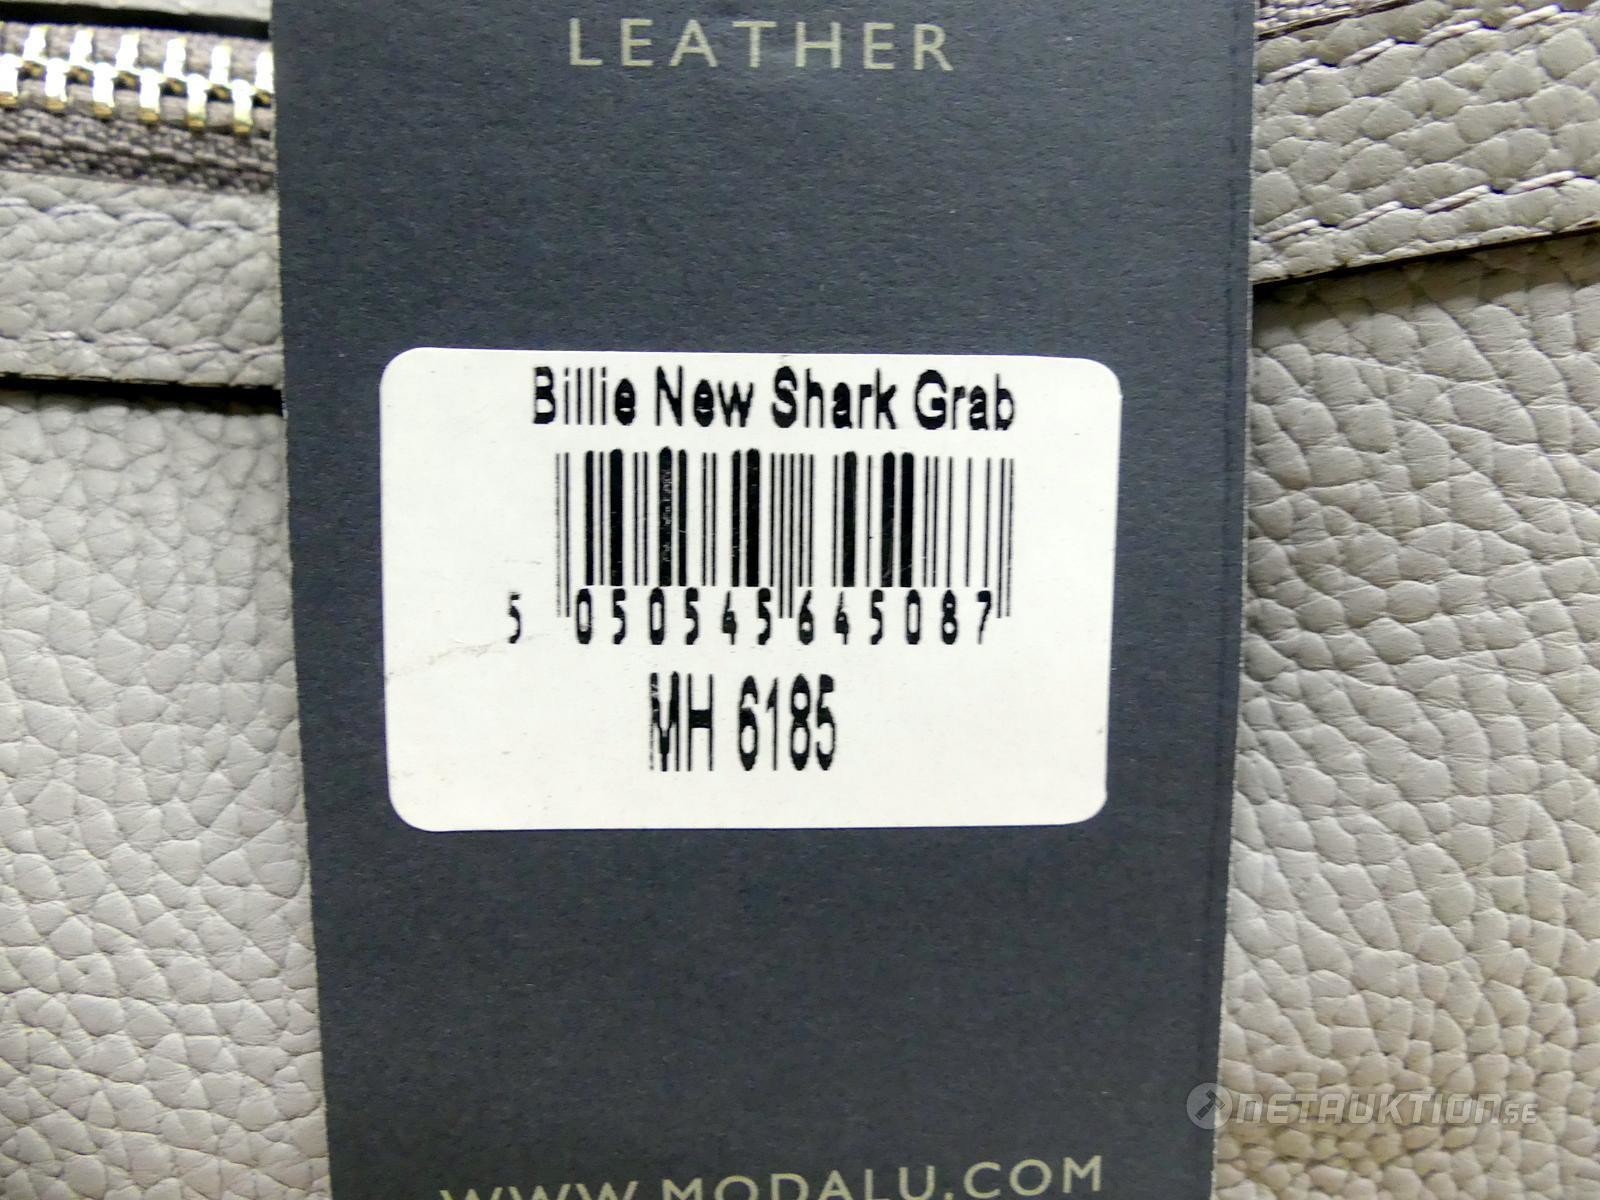 LEATHER
Billie New Shark Grab
5 050545 645087
MH 6185
WWW.MODALU.COM
NETAUKTION.SE